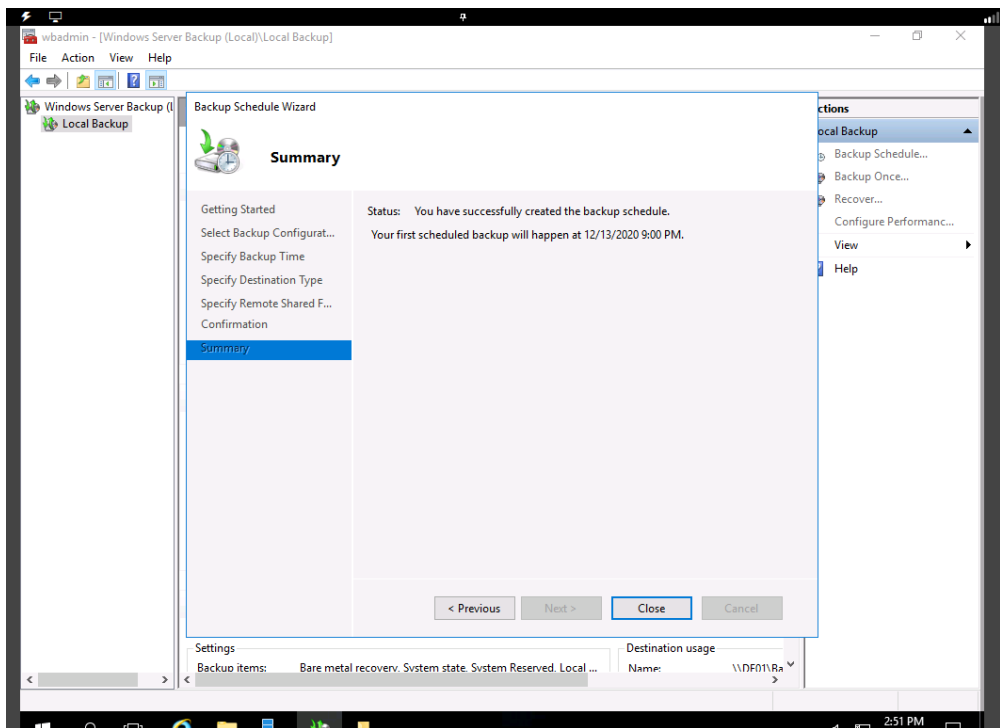 wbadmin - [Windows Server Backup (Local)\Local Backup]
File Action View Help
Windows Server Backup (L
Local Backup
Backup Schedule Wizard
Summary
Getting Started
Select Backup Configurat...
Specify Backup Time
Specify Destination Type
Specify Remote Shared F...
Confirmation
Summary
Status: You have successfully created the backup schedule.
Your first scheduled backup will happen at 12/13/2020 9:00 PM.
< Previous Next > Close Cancel
ctions
ocal Backup
Backup Schedule...
Backup Once...
Recover...
Configure Performanc...
View
Help
Settings
Backup items: Bare metal recovery, System state, System Reserved, Local ...
Destination usage
Name: \\DF01\Ba
2:51 PM